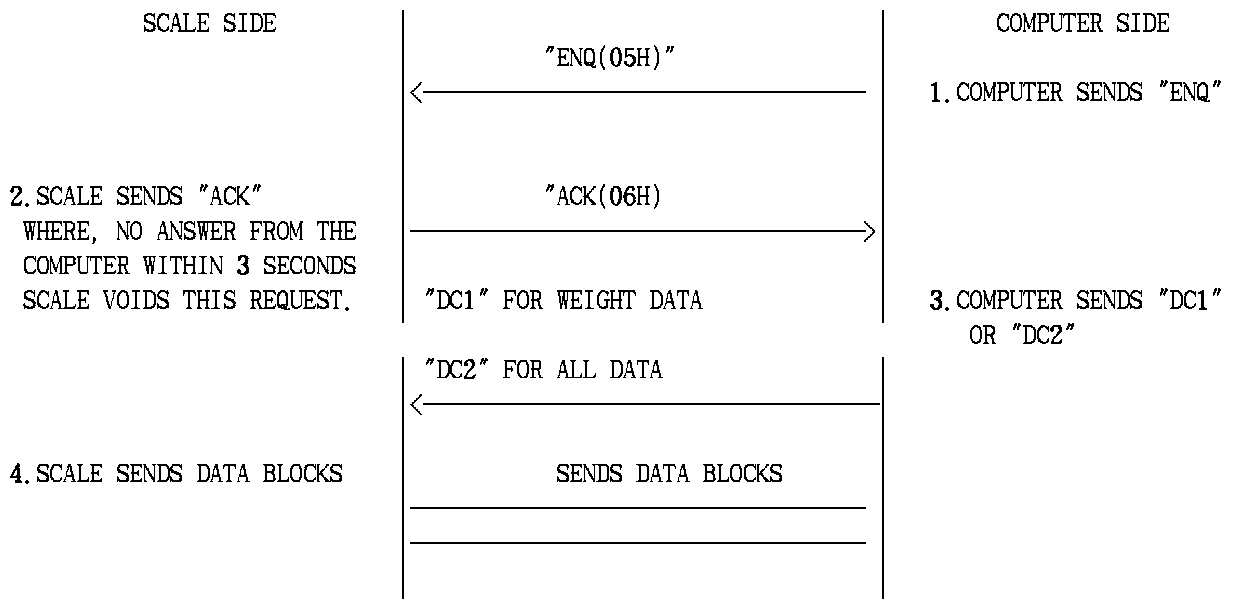 SCALE SIDE
COMPUTER SIDE
"ENQ(05H)"
1. COMPUTER SENDS "ENQ"
2. SCALE SENDS "ACK"
"ACK(06H)
WHERE, NO ANSWER FROM THE
COMPUTER WITHIN 3 SECONDS
SCALE VOIDS THIS REQUEST.
"DC1" FOR WEIGHT DATA
3. COMPUTER SENDS "DC1"
OR "DC2"
"DC2" FOR ALL DATA
4. SCALE SENDS DATA BLOCKS
SENDS DATA BLOCKS